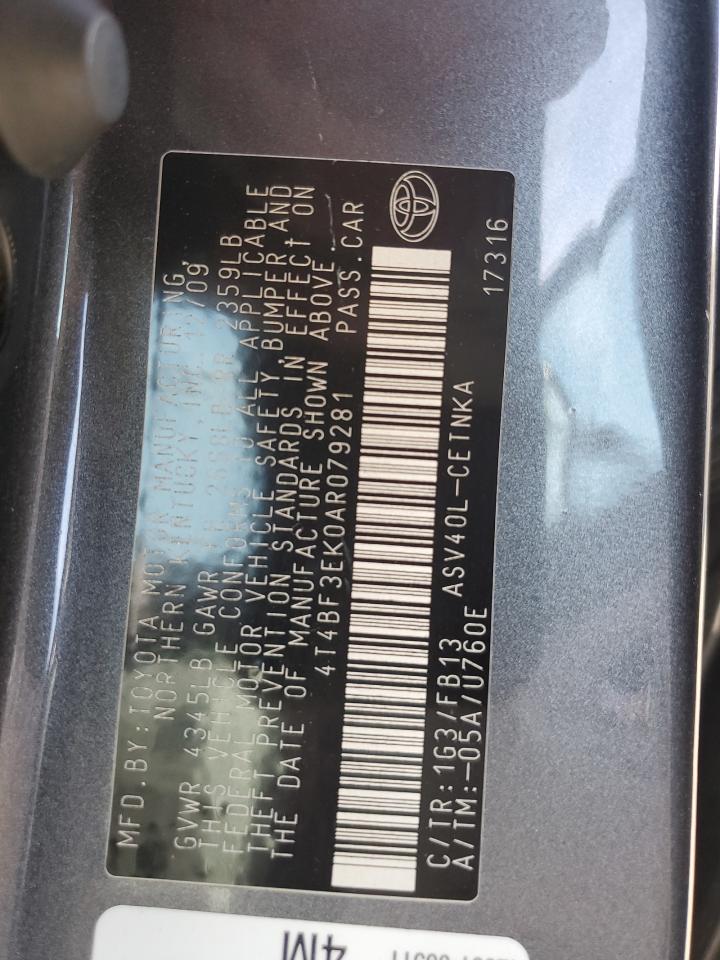 MFD.BY:TOYOTA MOTOR MANUFACTURING,
NORTHERN KENTUCKY,INC. 12/09
GVWR 4345LB GAWR FR 2558LB RR 2359LB
THIS VEHICLE CONFORMS TO ALL APPLICABLE
FEDERAL MOTOR VEHICLE SAFETY, BUMPER, AND
THEFT PREVENTION STANDARDS IN EFFECT ON
THE DATE OF MANUFACTURE SHOWN ABOVE.
4T4BF3EK0AR079281 PASS.CAR
C/TR:1G3/FB13 ASV40L-CETNKA 17316
A/TM:-05A/U760E
4M